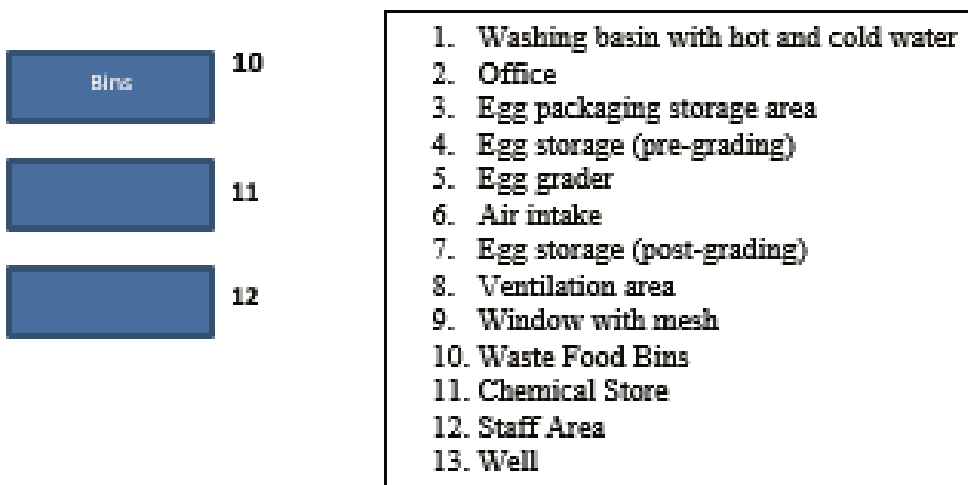 Bins
10
11
12
1. Washing basin with hot and cold water
2. Office
3. Egg packaging storage area
4. Egg storage (pre-grading)
5. Egg grader
6. Air intake
7. Egg storage (post-grading)
8. Ventilation area
9. Window with mesh
10. Waste Food Bins
11. Chemical Store
12. Staff Area
13. Well